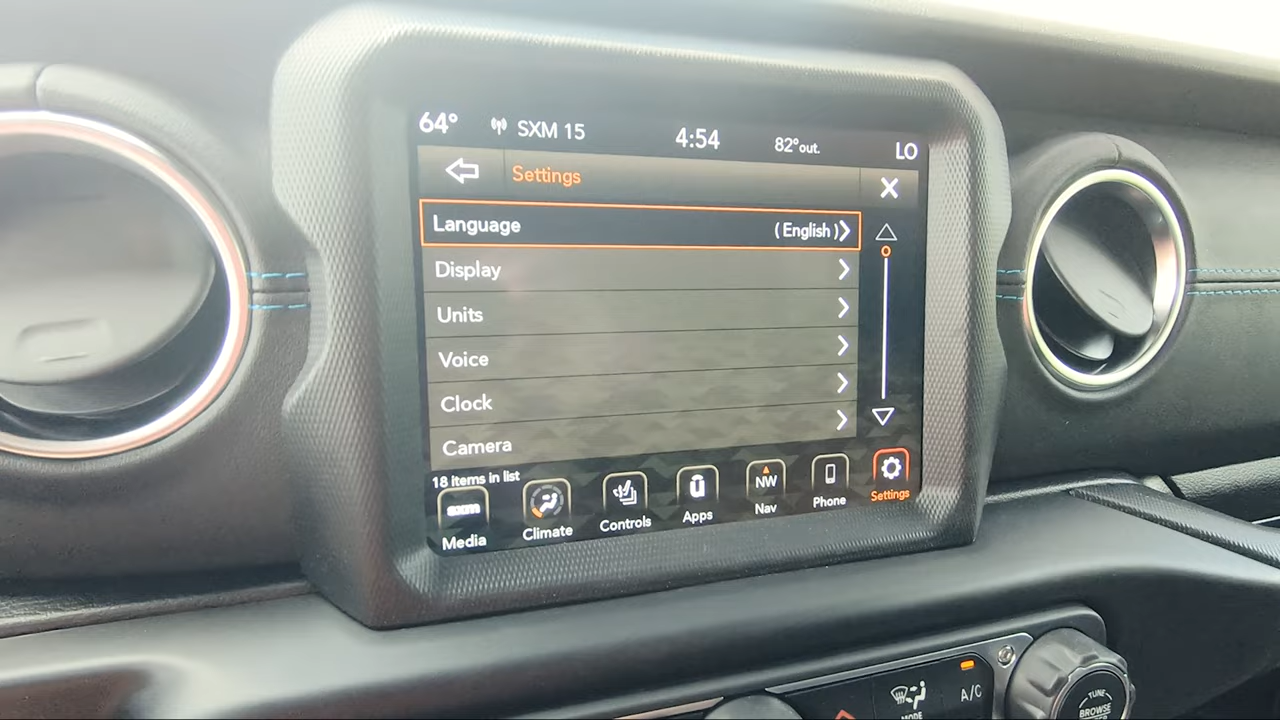 64° SXM 15 4:54 82°out. LO
Settings X
Language (English)
Display
Units
Voice
Clock
Camera
18 items in list
sxm
NW
Media Climate Controls Apps Nav Phone Settings
MODE
A/C
TUNE
BROWSE